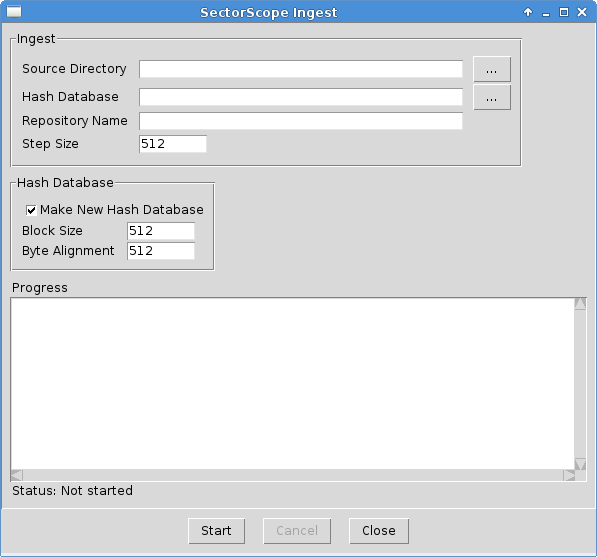 SectorScope Ingest
Ingest
Source Directory ...
Hash Database ...
Repository Name
Step Size 512
Hash Database
Make New Hash Database
Block Size 512
Byte Alignment 512
Progress
Status: Not started
Start Cancel Close